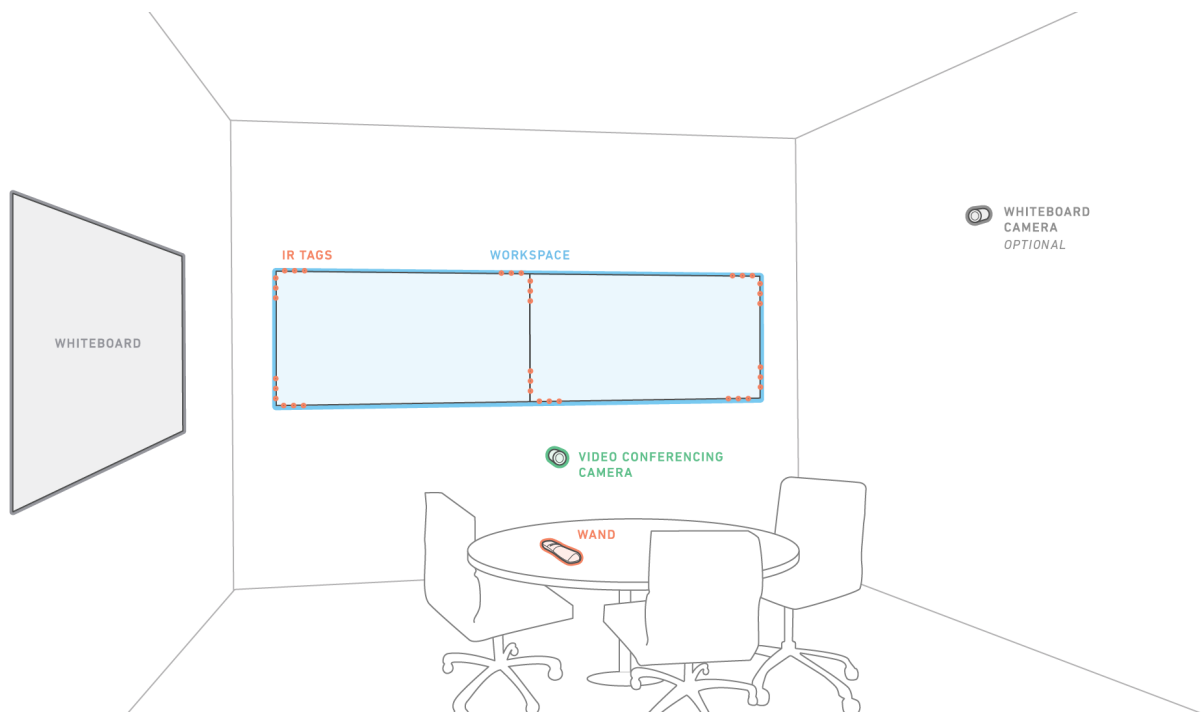 WHITEBOARD
CAMERA
OPTIONAL
IR TAGS
WORKSPACE
WHITEBOARD
VIDEO CONFERENCING
CAMERA
WAND